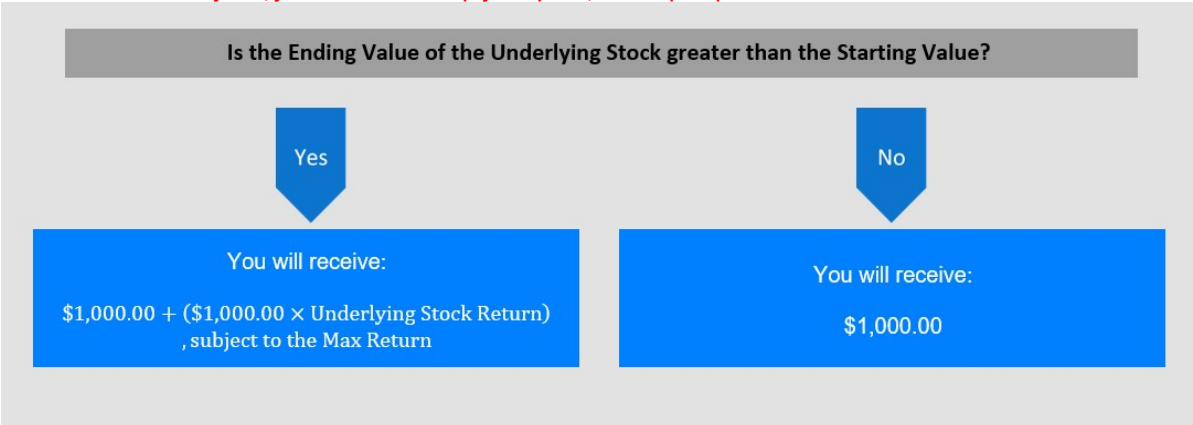 Is the Ending Value of the Underlying Stock greater than the Starting Value?
Yes
No
You will receive:
$1,000.00 + ($1,000.00 × Underlying Stock Return)
, subject to the Max Return
You will receive:
$1,000.00